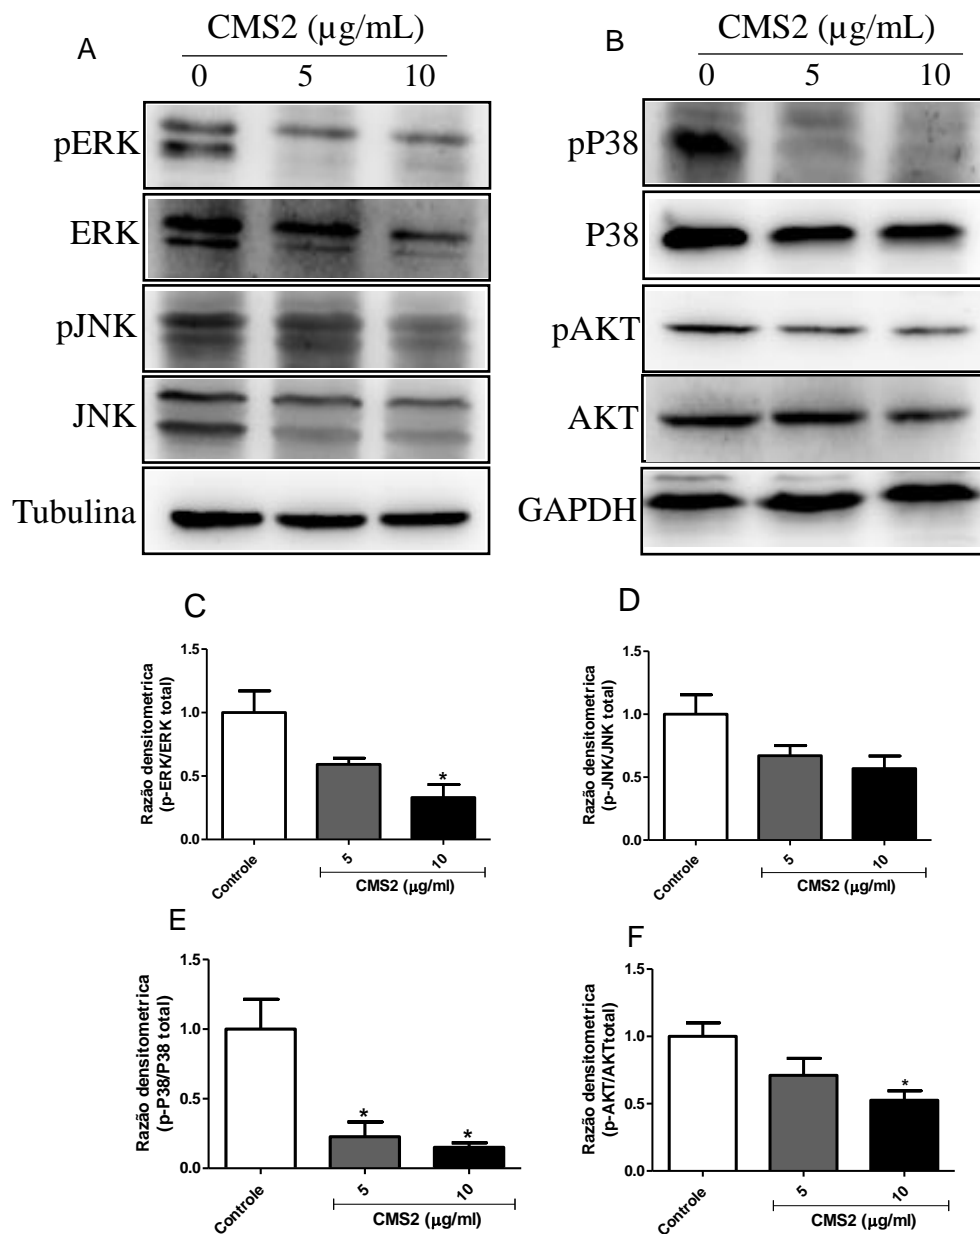 A
CMS2 (µg/mL)
0 5 10
pERK
ERK
pJNK
JNK
Tubulina
B
CMS2 (µg/mL)
0 5 10
pP38
P38
pAKT
AKT
GAPDH
C
Razão densitometrica
(p-ERK/ERK total)
1.5
1.0
0.5
0.0
*
Controle
5
10
CMS2 (µg/ml)
D
Razão densitometrica
(p-JNK/JNK total)
1.5
1.0
0.5
0.0
Controle
5
10
CMS2 (µg/ml)
E
Razão densitometrica
(p-P38/P38 total)
1.5
1.0
0.5
0.0
* *
Controle
5
10
CMS2 (µg/ml)
F
Razão densitometrica
(p-AKT/AKTtotal)
1.5
1.0
0.5
0.0
*
Controle
5
10
CMS2 (µg/ml)